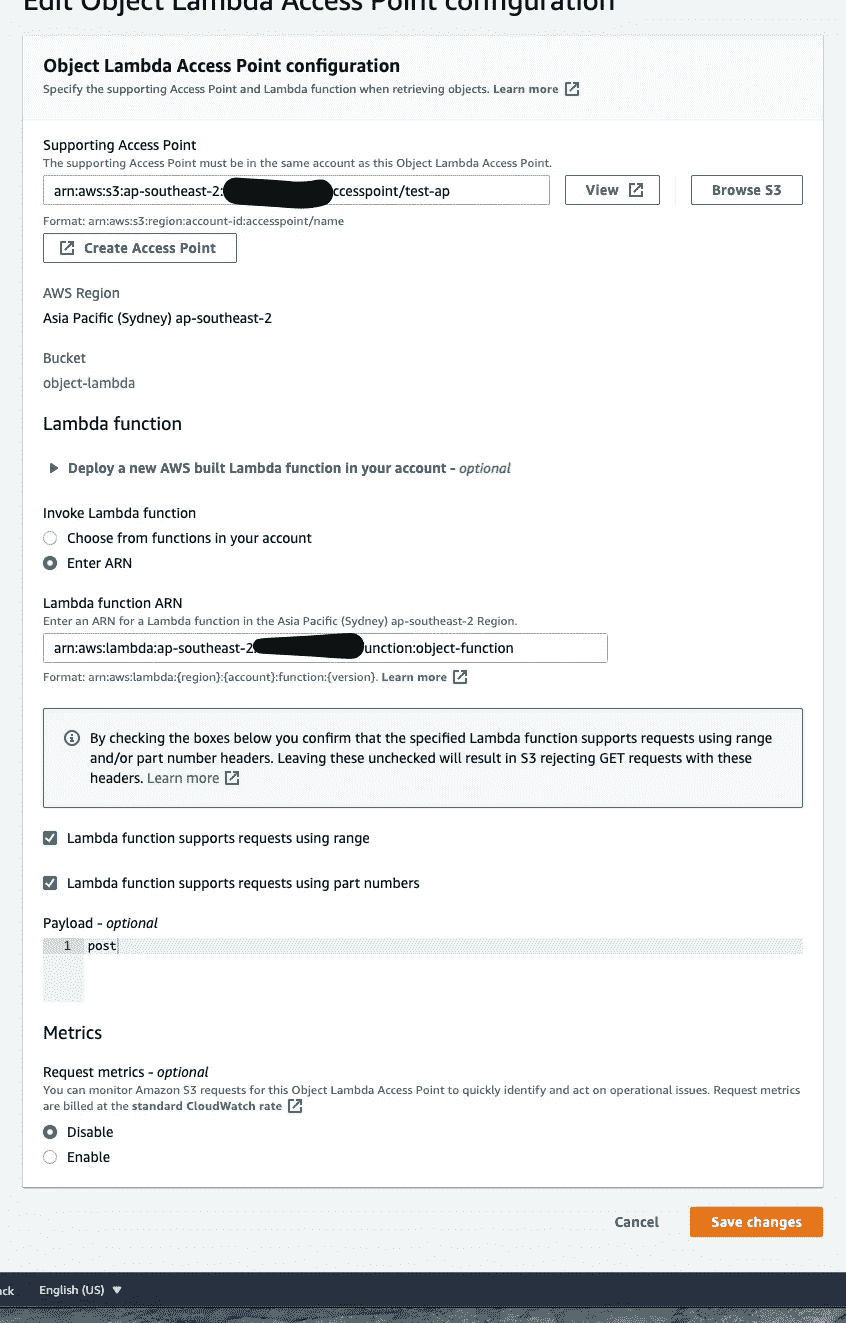 Edit Object Lambda Access Point configuration
Object Lambda Access Point configuration
Specify the supporting Access Point and Lambda function when retrieving objects. Learn more
Supporting Access Point
The supporting Access Point must be in the same account as this Object Lambda Access Point.
arn:aws:s3:ap-southeast-2: ccesspoint/test-ap
View
Browse S3
Format: arn:aws:s3:region:account-id:accesspoint/name
Create Access Point
AWS Region
Asia Pacific (Sydney) ap-southeast-2
Bucket
object-lambda
Lambda function
Deploy a new AWS built Lambda function in your account - optional
Invoke Lambda function
Choose from functions in your account
Enter ARN
Lambda function ARN
Enter an ARN for a Lambda function in the Asia Pacific (Sydney) ap-southeast-2 Region.
arn:aws:lambda:ap-southeast-2: unction:object-function
Format: arn:aws:lambda:{region}:{account}:function:{version}. Learn more
By checking the boxes below you confirm that the specified Lambda function supports requests using range
and/or part number headers. Leaving these unchecked will result in S3 rejecting GET requests with these
headers. Learn more
Lambda function supports requests using range
Lambda function supports requests using part numbers
Payload - optional
1 post
Metrics
Request metrics - optional
You can monitor Amazon S3 requests for this Object Lambda Access Point to quickly identify and act on operational issues. Request metrics
are billed at the standard CloudWatch rate
Disable
Enable
Cancel
Save changes
ack
English (US)